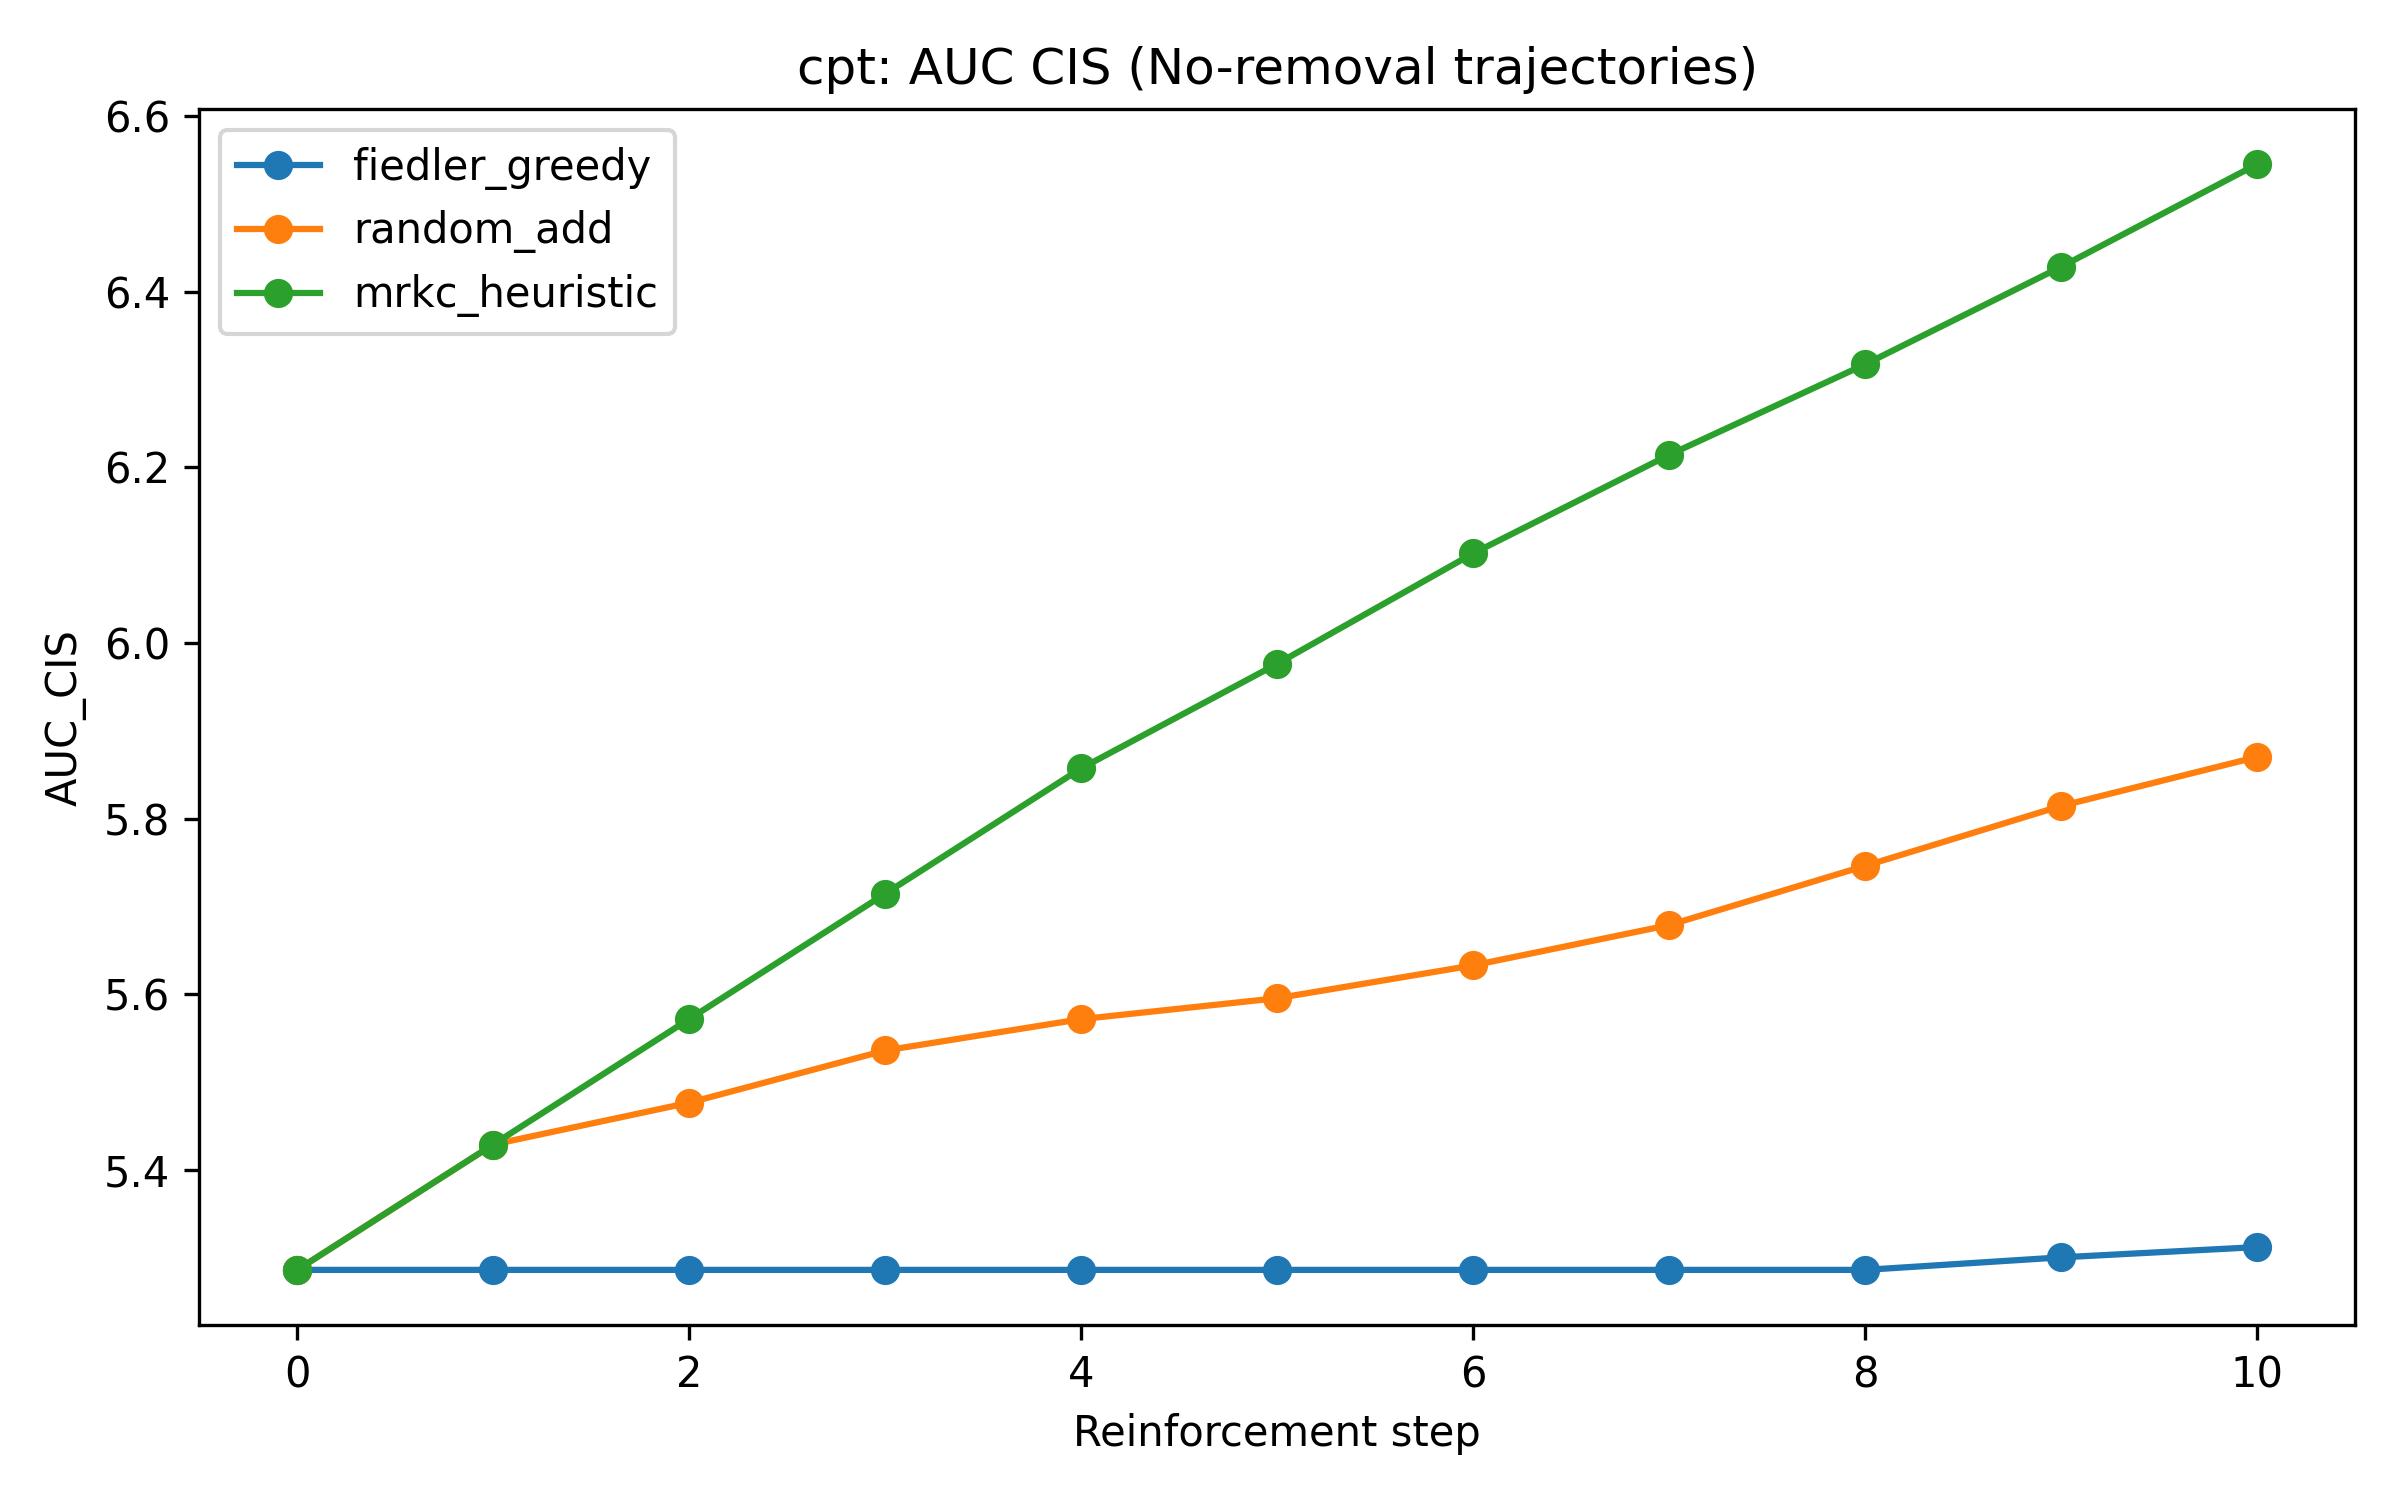 cpt: AUC CIS (No-removal trajectories)
fiedler_greedy
random_add
mrkc_heuristic
AUC_CIS
6.6
6.4
6.2
6.0
5.8
5.6
5.4
0 2 4 6 8 10
Reinforcement step